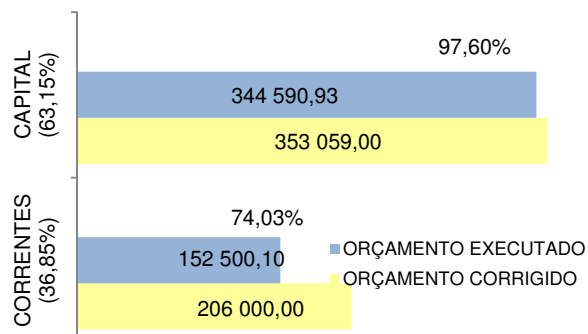 97,60%
CAPITAL
(63,15%)
344 590,93
353 059,00
74,03%
CORRENTES
(36,85%)
152 500,10
206 000,00
ORÇAMENTO EXECUTADO
ORÇAMENTO CORRIGIDO